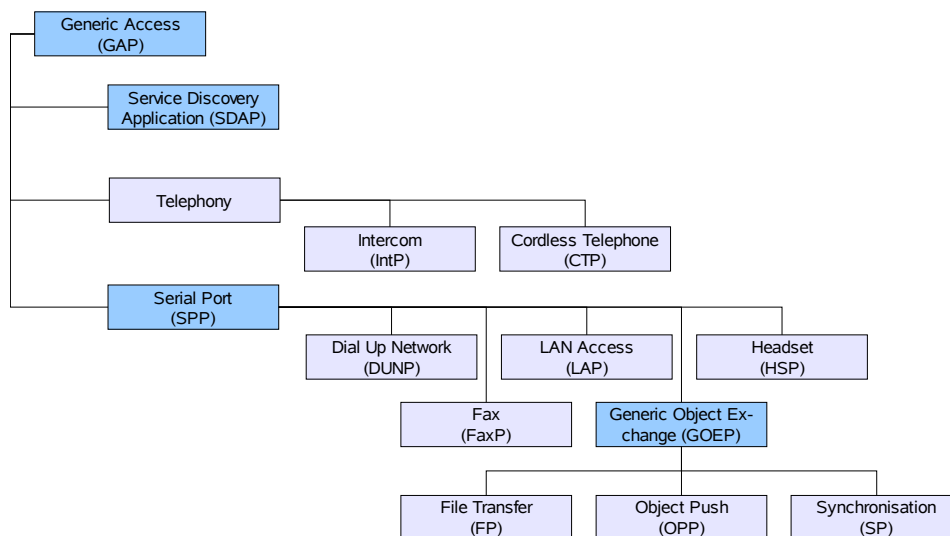 Generic Access
(GAP)
Service Discovery
Application (SDAP)
Telephony
Intercom
(IntP)
Cordless Telephone
(CTP)
Serial Port
(SPP)
Dial Up Network
(DUNP)
LAN Access
(LAP)
Headset
(HSP)
Fax
(FaxP)
Generic Object Ex-
change (GOEP)
File Transfer
(FP)
Object Push
(OPP)
Synchronisation
(SP)